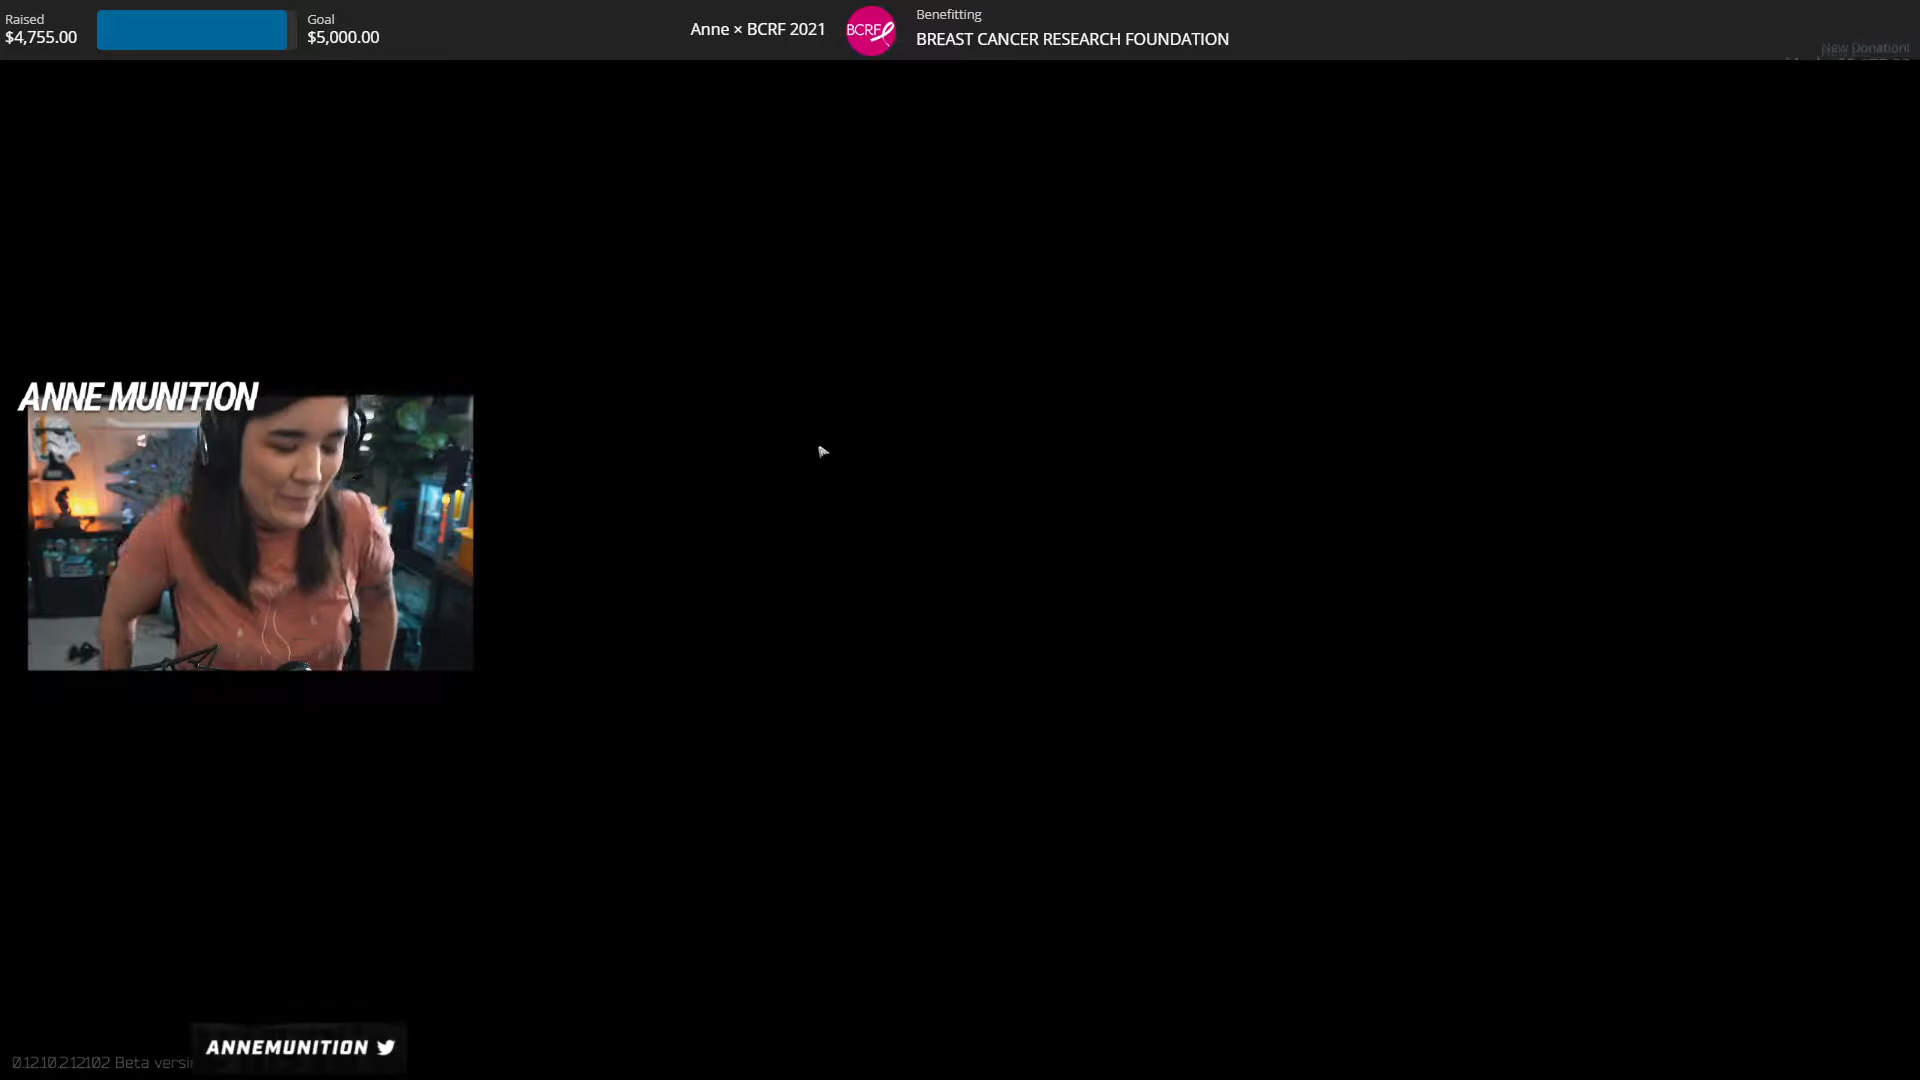 Raised
$4,755.00
Goal
$5,000.00
Anne × BCRF 2021
BCRF
Benefitting
BREAST CANCER RESEARCH FOUNDATION
New Donation!
ANNE MUNITION
ANNEMUNITION
0.12.10.2.12102 Beta versi